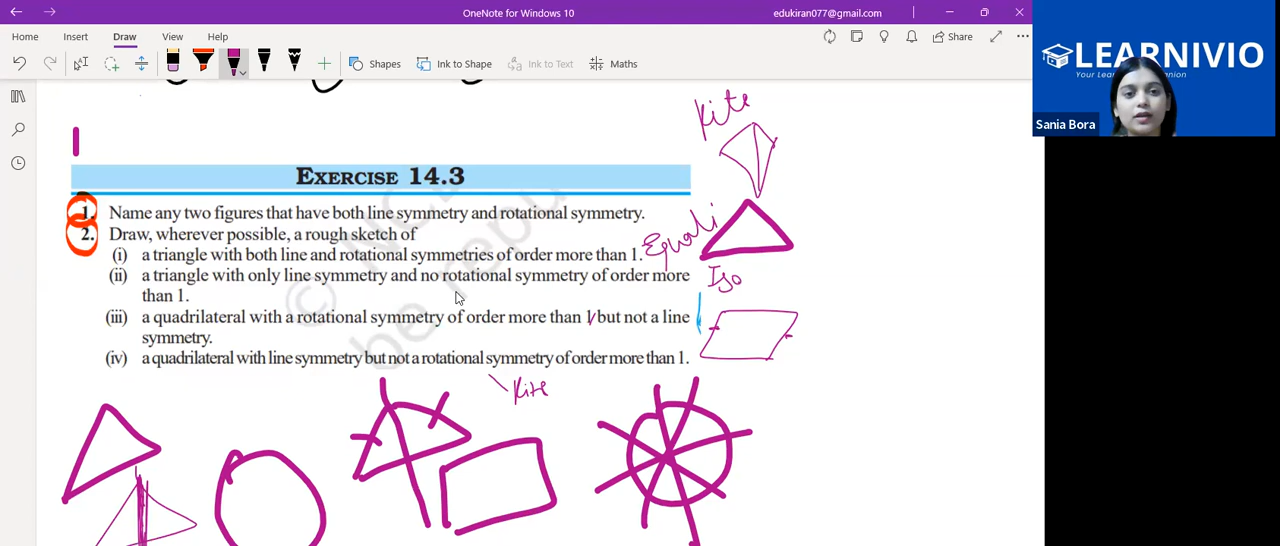 OneNote for Windows 10
edukiran077@gmail.com
Home Insert Draw View Help
Share
Shapes
Ink to Shape
Ink to Text
Maths
LEARNIVIO
Sania Bora
Kite
EXERCISE 14.3
1. Name any two figures that have both line symmetry and rotational symmetry.
2. Draw, wherever possible, a rough sketch of
(i) a triangle with both line and rotational symmetries of order more than 1.
Equali
(ii) a triangle with only line symmetry and no rotational symmetry of order more
than 1.
Iso
(iii) a quadrilateral with a rotational symmetry of order more than 1 but not a line
symmetry.
(iv) a quadrilateral with line symmetry but not a rotational symmetry of order more than 1.
Kite